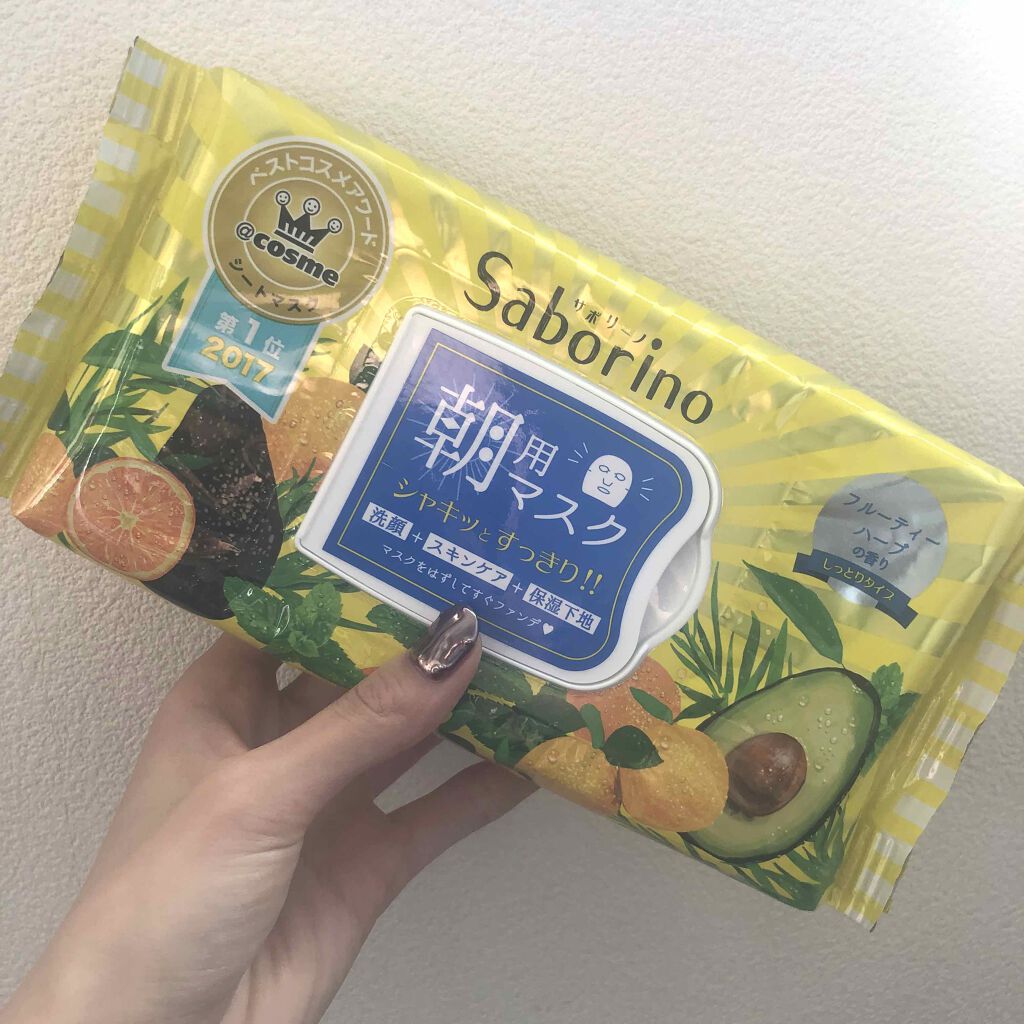 ベストコスメアワード
@cosme
シートマスク
第1位
2017
Saborino
サボリーノ
朝用マスク
シャキッとすっきり!!
洗顔+スキンケア+保湿下地
マスクをはずしてすぐファンデ♥
フルーティー
ハーブ
の香り
しっとりタイプ